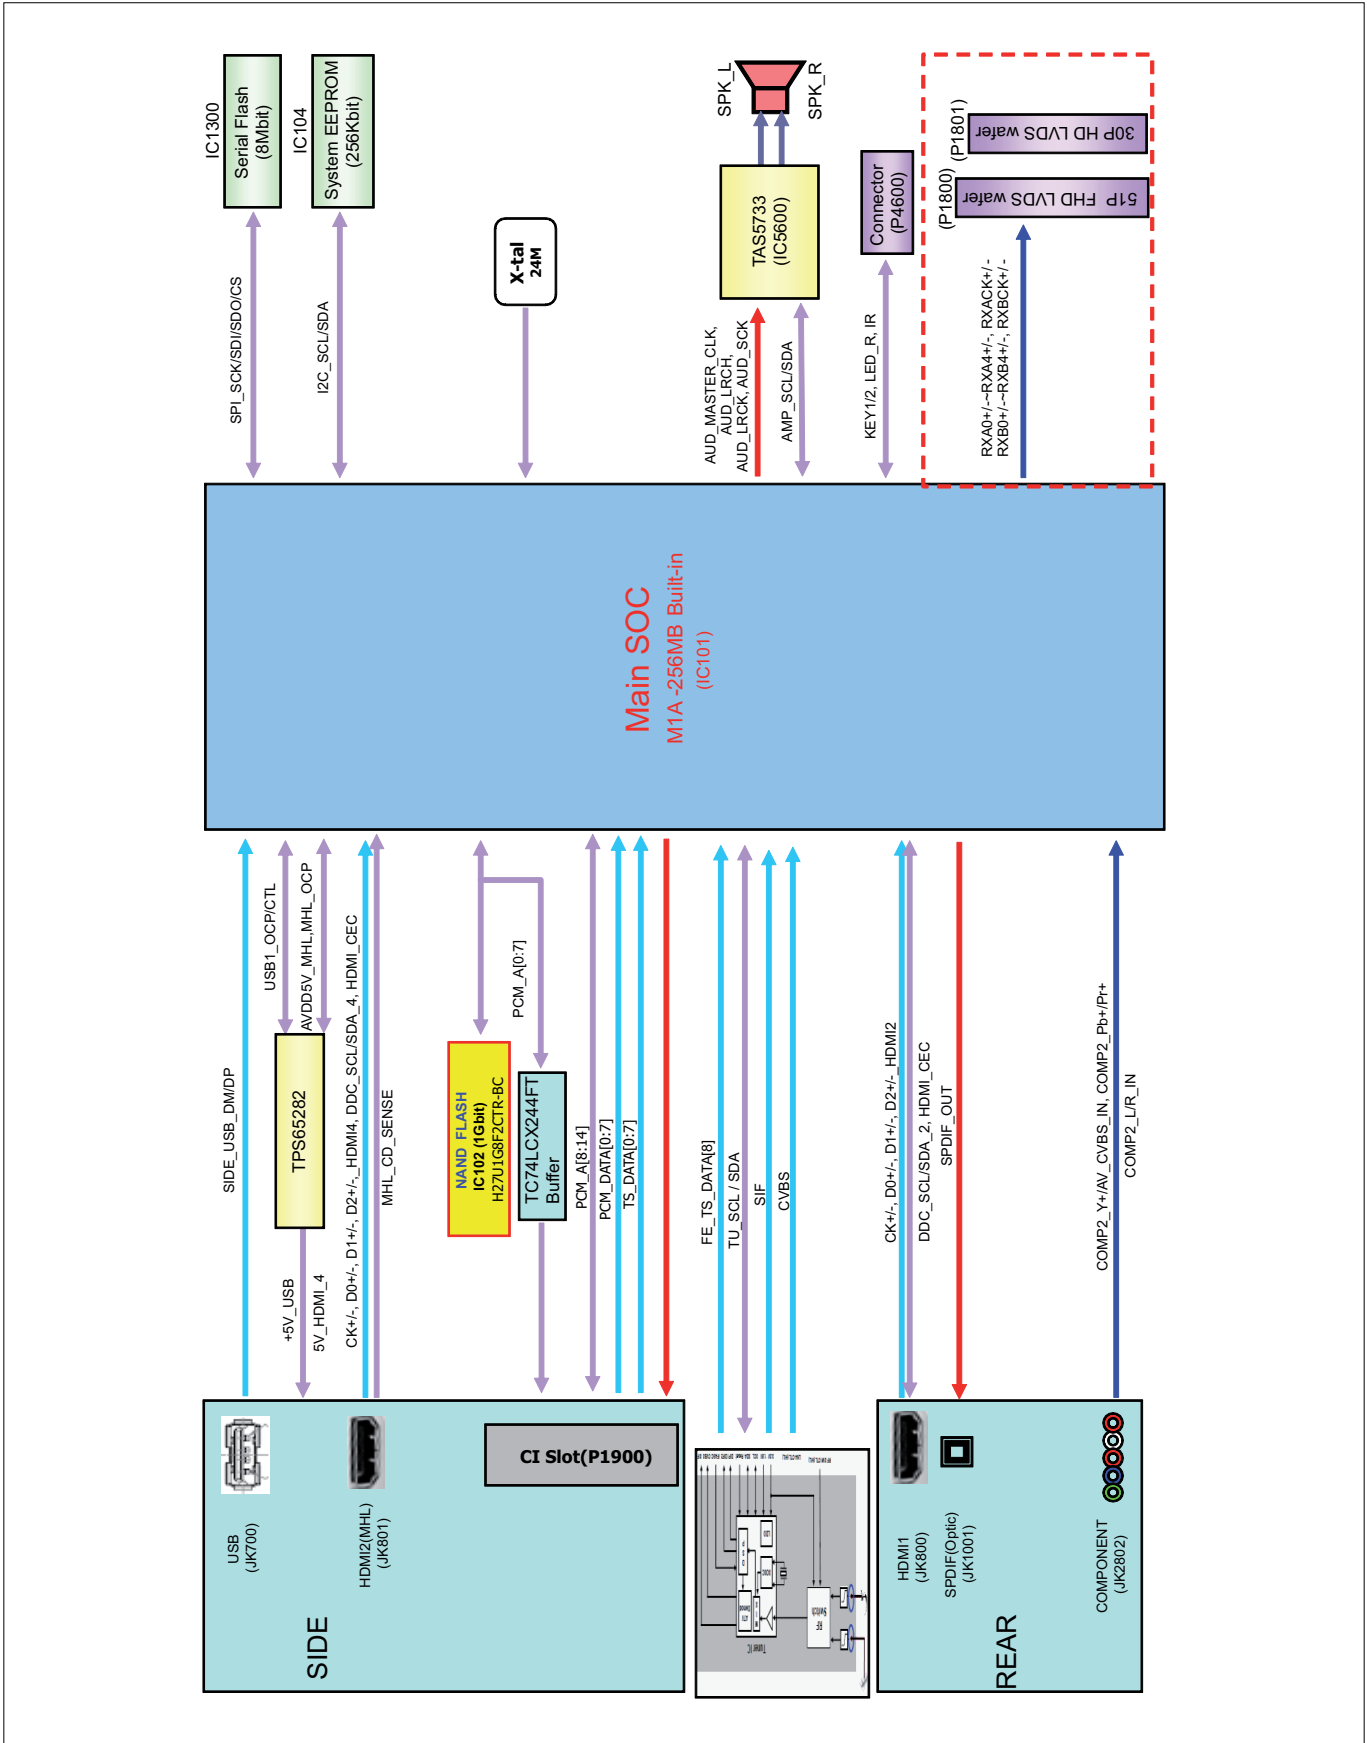 IC1300
Serial Flash
(8Mbit)
IC104
System EEPROM
(256Kbit)
SPI_SCK/SDI/SDO/CS
I2C_SCL/SDA
X-tal
24M
SPK_L
SPK_R
TAS5733
(IC5600)
AUD_MASTER_CLK,
AUD_LRCH,
AUD_LRCK, AUD_SCK
AMP_SCL/SDA
Connector
(P4600)
KEY1/2, LED_R, IR
(P1801)
30P HD LVDS wafer
(P1800)
51P FHD LVDS wafer
RXA0+/-~RXA4+/-, RXACK+/-
RXB0+/-~RXB4+/-, RXBCK+/-
Main SOC
M1A -256MB Built-in
(IC101)
SIDE_USB_DM/DP
USB1_OCP/CTL
AVDD5V_MHL,MHL_OCP
TPS65282
+5V_USB
5V_HDMI_4
CK+/-, D0+/-, D1+/-, D2+/-_HDMI4, DDC_SCL/SDA_4, HDMI_CEC
MHL_CD_SENSE
NAND FLASH
IC102 (1Gbit)
H27U1G8F2CTR-BC
PCM_A[0:7]
TC74LCX244FT
Buffer
PCM_A[8:14]
PCM_DATA[0:7]
TS_DATA[0:7]
FE_TS_DATA[8]
TU_SCL / SDA
SIF
CVBS
CK+/-, D0+/-, D1+/-, D2+/-_HDMI2
DDC_SCL/SDA_2, HDMI_CEC
SPDIF_OUT
COMP2_Y+/AV_CVBS_IN, COMP2_Pb+/Pr+
COMP2_L/R_IN
USB
(JK700)
HDMI2(MHL)
(JK801)
CI Slot(P1900)
SIDE
RF
Switch
Tuner IC
HDMI1
(JK800)
SPDIF(Optic)
(JK1001)
COMPONENT
(JK2802)
REAR